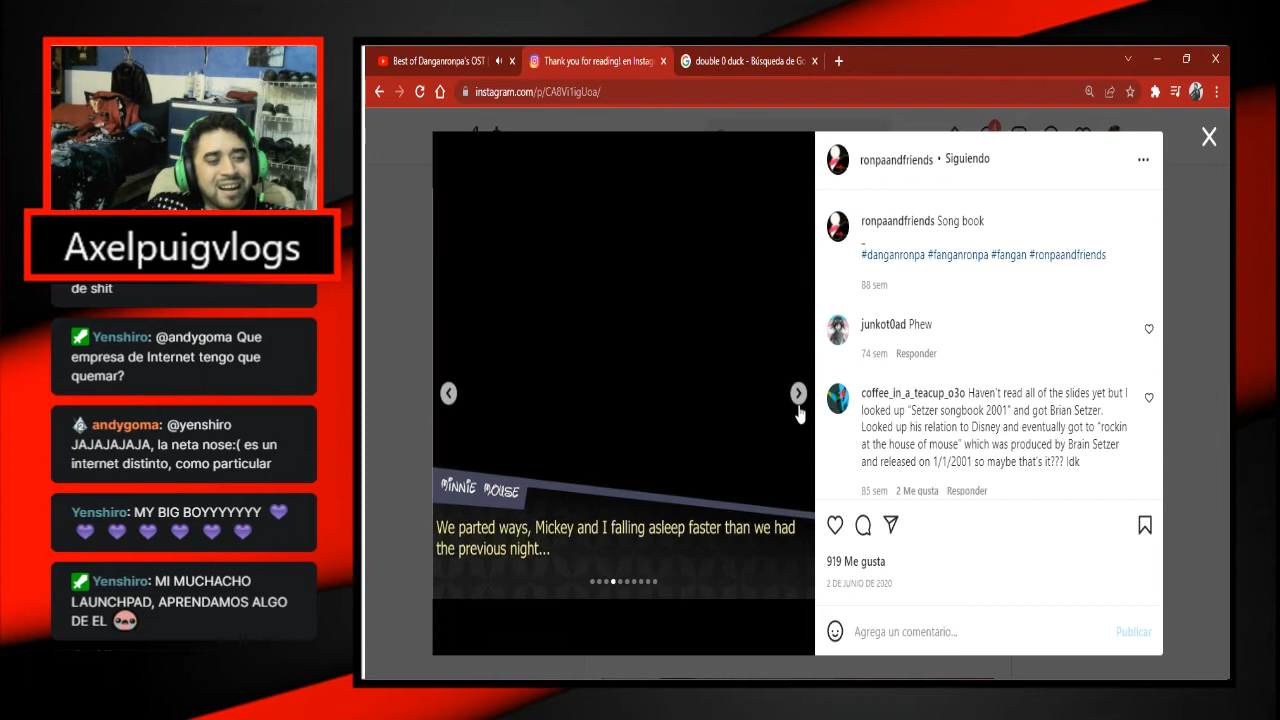 Axelpuigvlogs
de shit
Yenshiro: @andygoma Que
empresa de Internet tengo que
quemar?
andygoma: @yenshiro
JAJAJAJAJA, la neta nose:( es un
internet distinto, como particular
Yenshiro: MY BIG BOYYYYYYY
Yenshiro: MI MUCHACHO
LAUNCHPAD, APRENDAMOS ALGO
DE EL
Best of Danganronpa's OST
Thank you for reading! en Instag
double 0 duck - Búsqueda de Go
instagram.com/p/CA8Vi1igUoa/
MINNIE MOUSE
We parted ways, Mickey and I falling asleep faster than we had
the previous night...
ronpaandfriends • Siguiendo
ronpaandfriends Song book
_
#danganronpa #fanganronpa #fangan #ronpaandfriends
88 sem
junkot0ad Phew
74 sem Responder
coffee_in_a_teacup_o3o Haven't read all of the slides yet but I
looked up "Setzer songbook 2001" and got Brian Setzer.
Looked up his relation to Disney and eventually got to "rockin
at the house of mouse" which was produced by Brain Setzer
and released on 1/1/2001 so maybe that's it??? Idk
85 sem 2 Me gusta Responder
919 Me gusta
2 DE JUNIO DE 2020
Agrega un comentario...
Publicar